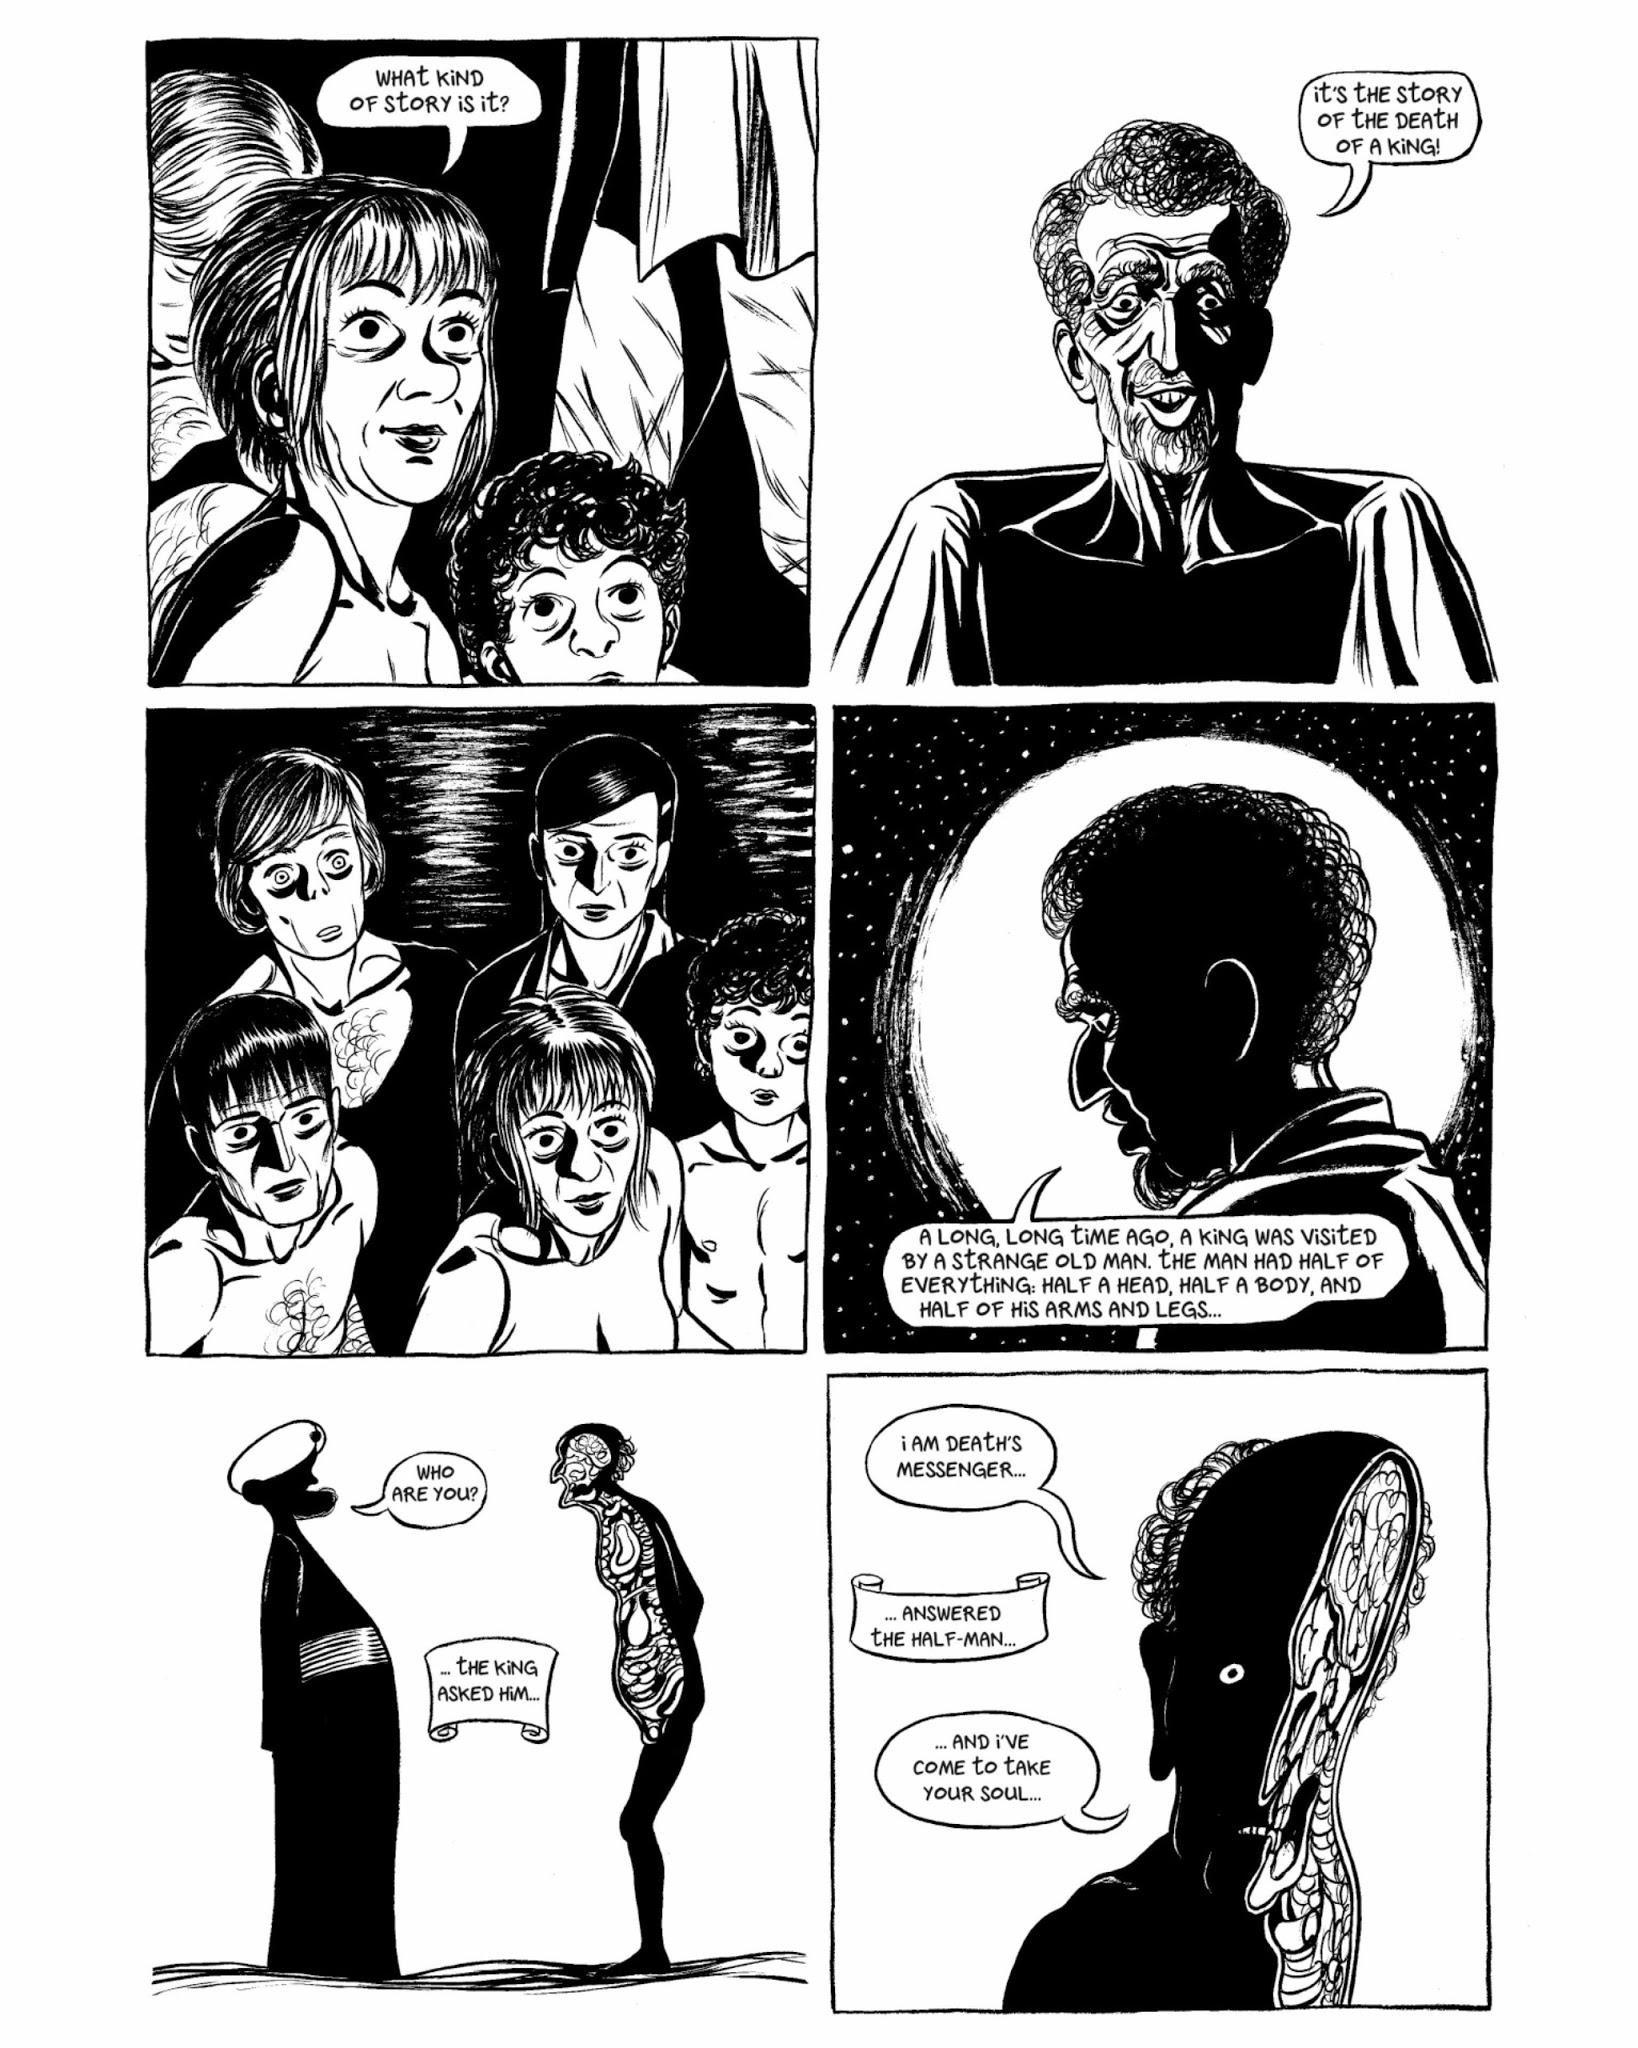 WHAT KIND
OF STORY IS IT?
IT'S THE STORY
OF THE DEATH
OF A KING!
A LONG, LONG TIME AGO, A KING WAS VISITED
BY A STRANGE OLD MAN. THE MAN HAD HALF OF
EVERYTHING: HALF A HEAD, HALF A BODY, AND
HALF OF HIS ARMS AND LEGS...
WHO
ARE YOU?
... THE KING
ASKED HIM...
I AM DEATH'S
MESSENGER...
... ANSWERED
THE HALF-MAN...
... AND I'VE
COME TO TAKE
YOUR SOUL...